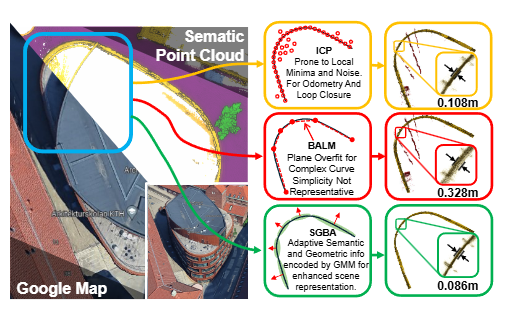 Sematic
Point Cloud
Arkitekturskolan KTH
Google Map
ICP
Prone to Local
Minima and Noise.
For Odometry And
Loop Closure
0.108m
BALM
Plane Overfit for
Complex Curve
Simplicity Not
Representative
0.328m
SGBA
Adaptive Semantic
and Geometric info
encoded by GMM for
enhanced scene
representation.
0.086m